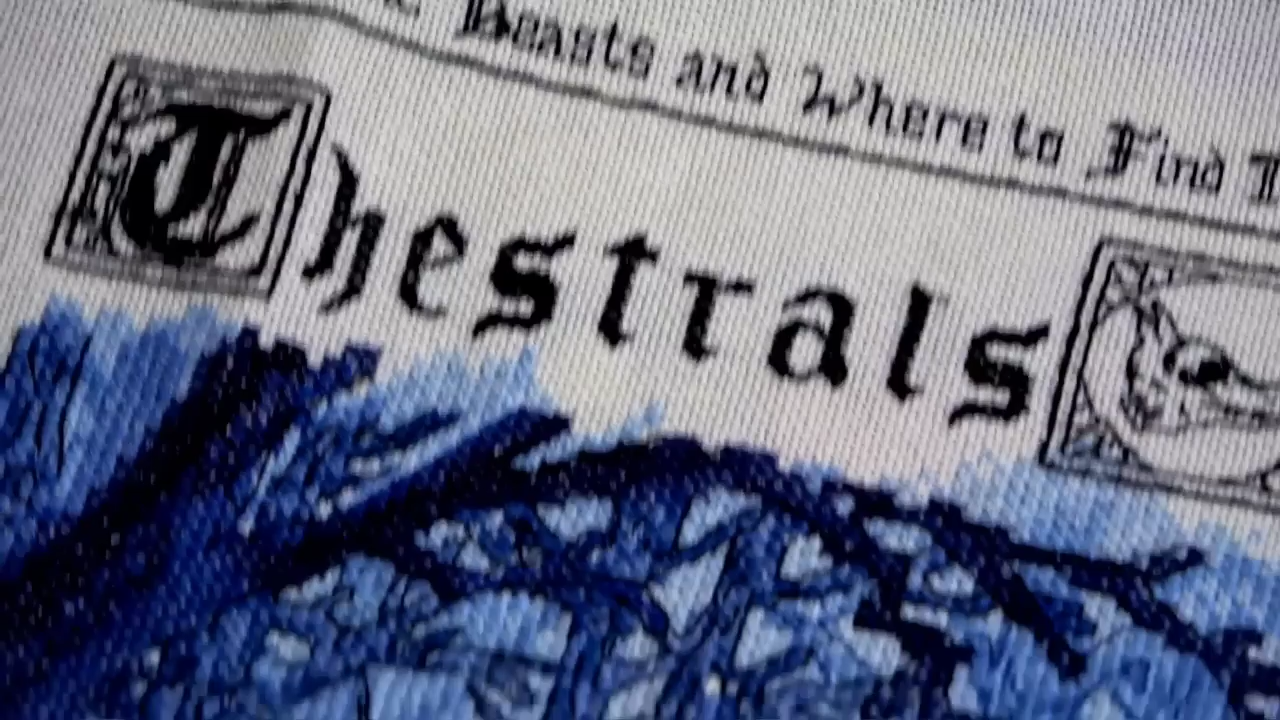 Beasts and Where to Find
Thestrals